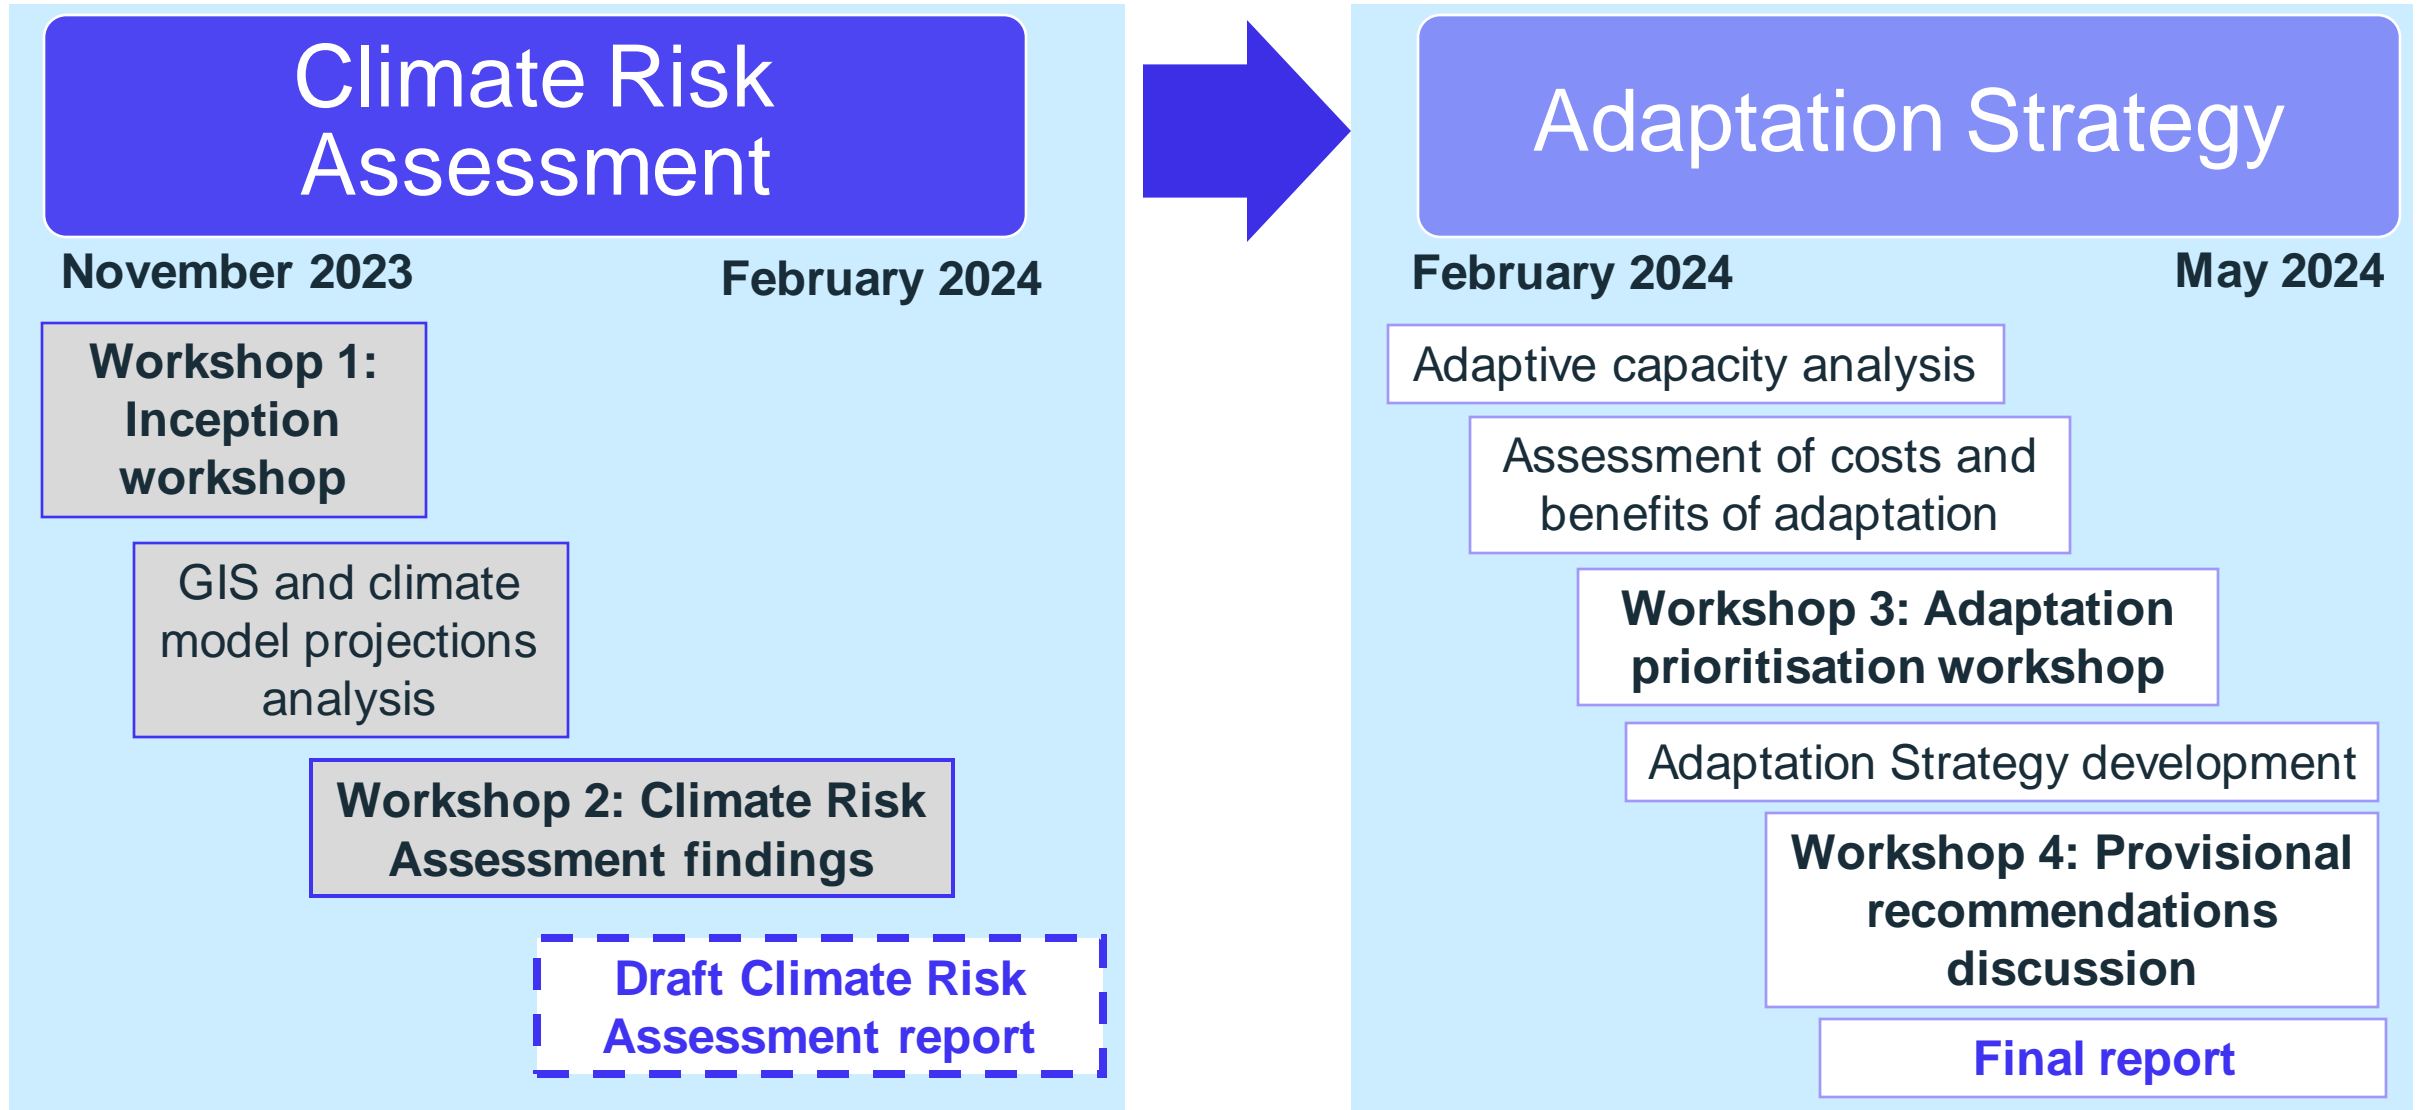 Climate Risk
Assessment
November 2023
February 2024
Workshop 1:
Inception
workshop
GIS and climate
model projections
analysis
Workshop 2: Climate Risk
Assessment findings
Draft Climate Risk
Assessment report
Adaptation Strategy
February 2024
May 2024
Adaptive capacity analysis
Assessment of costs and
benefits of adaptation
Workshop 3: Adaptation
prioritisation workshop
Adaptation Strategy development
Workshop 4: Provisional
recommendations
discussion
Final report